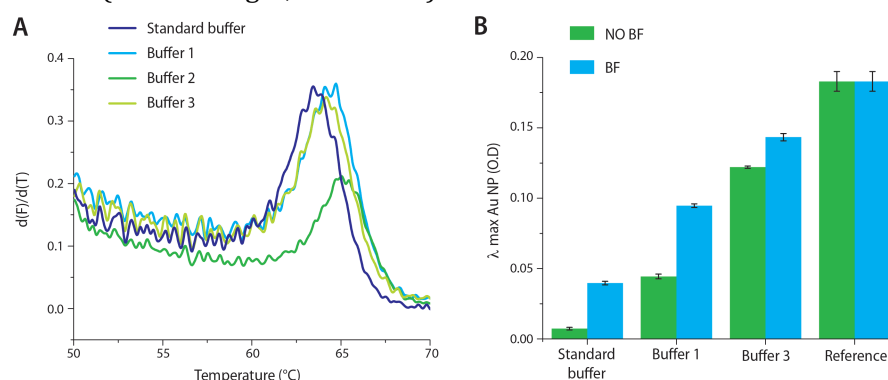 A
Standard buffer
Buffer 1
Buffer 2
Buffer 3
0.4
0.3
0.2
0.1
0.0
d(F)/d(T)
50
55
60
65
70
Temperature (°C)
B
NO BF
BF
0.20
0.15
0.10
0.05
0.00
λ max Au NP (O.D)
Standard
buffer
Buffer 1
Buffer 3
Reference